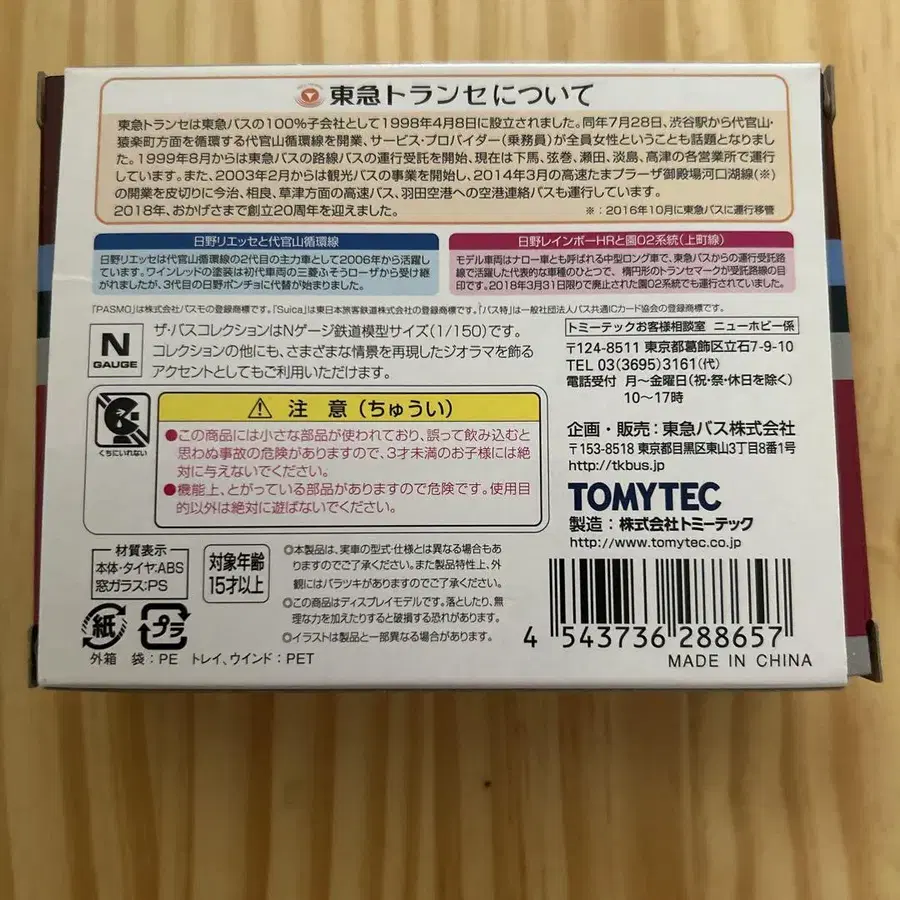 東急トランセについて
東急トランセは東急バスの100%子会社として1998年4月8日に設立されました。同年7月28日、渋谷駅から代官山・
猿楽町方面を循環する代官山循環線を開業、サービス・プロバイダー(乗務員)が全員女性ということも話題となりました。
1999年8月からは東急バスの路線バスの運行受託を開始、現在は下馬、弦巻、瀬田、淡島、高津の各営業所で運行
しています。また、2003年2月からは観光バスの事業を開始し、2014年3月の高速たまプラーザ御殿場河口湖線(※)
の開業を皮切りに今治、相良、草津方面の高速バス、羽田空港への空港連絡バスも運行しています。
2018年、おかげさまで創立20周年を迎えました。
※:2016年10月に東急バスに運行移管
日野リエッセと代官山循環線
日野リエッセは代官山循環線の2代目の主力車として2006年から活躍
しています。ワインレッドの塗装は初代車両の三菱ふそうローザから受け継
がれましたが、3代目の日野ポンチョに代替が始まりました。
日野レインボーHRと園02系統(上町線)
モデル車両はナロー車とも呼ばれる中型ロング車で、東急バスからの運行受託路
線で活躍した代表的な車種のひとつで、楕円形のトランセマークが受託路線の目
印です。2018年3月31日限りで廃止された園02系統でも運行されていました。
「PASMO」は株式会社パスモの登録商標です。「Suica」は東日本旅客鉄道株式会社の登録商標です。「バス特」は一般社団法人バス共通ICカード協会の登録商標です。
N
GAUGE
ザ・バスコレクションはNゲージ鉄道模型サイズ(1/150)です。
コレクションの他にも、さまざまな情景を再現したジオラマを飾る
アクセントとしてもご利用いただけます。
くちにいれない
⚠ 注意(ちゅうい)
●この商品には小さな部品が使われており、誤って飲み込むと
思わぬ事故の危険がありますので、3才未満のお子様には絶
対に与えないでください。
●機能上、とがっている部品がありますので危険です。使用目
的以外は絶対に遊ばないでください。
材質表示
本体・タイヤ:ABS
窓ガラス:PS
対象年齢
15才以上
紙
プラ
外箱 袋:PE トレイ、ウインド:PET
◎本製品は、実車の型式・仕様とは異なる場合もあ
りますのでご了承ください。また製品特性上、外
観にはバラツキがありますのでご了承ください。
◎この商品はディスプレイモデルです。落としたり、無
理な力を加えたりすると破損する恐れがあります。
◎イラストは製品と一部異なる場合があります。
トミーテックお客様相談室 ニューホビー係
〒124-8511 東京都葛飾区立石7-9-10
TEL 03(3695)3161(代)
電話受付 月~金曜日(祝・祭・休日を除く)
10~17時
企画・販売:東急バス株式会社
〒153-8518 東京都目黒区東山3丁目8番1号
http://tkbus.jp/
TOMYTEC
製造:株式会社トミーテック
http://www.tomytec.co.jp
4 543736 288657
MADE IN CHINA